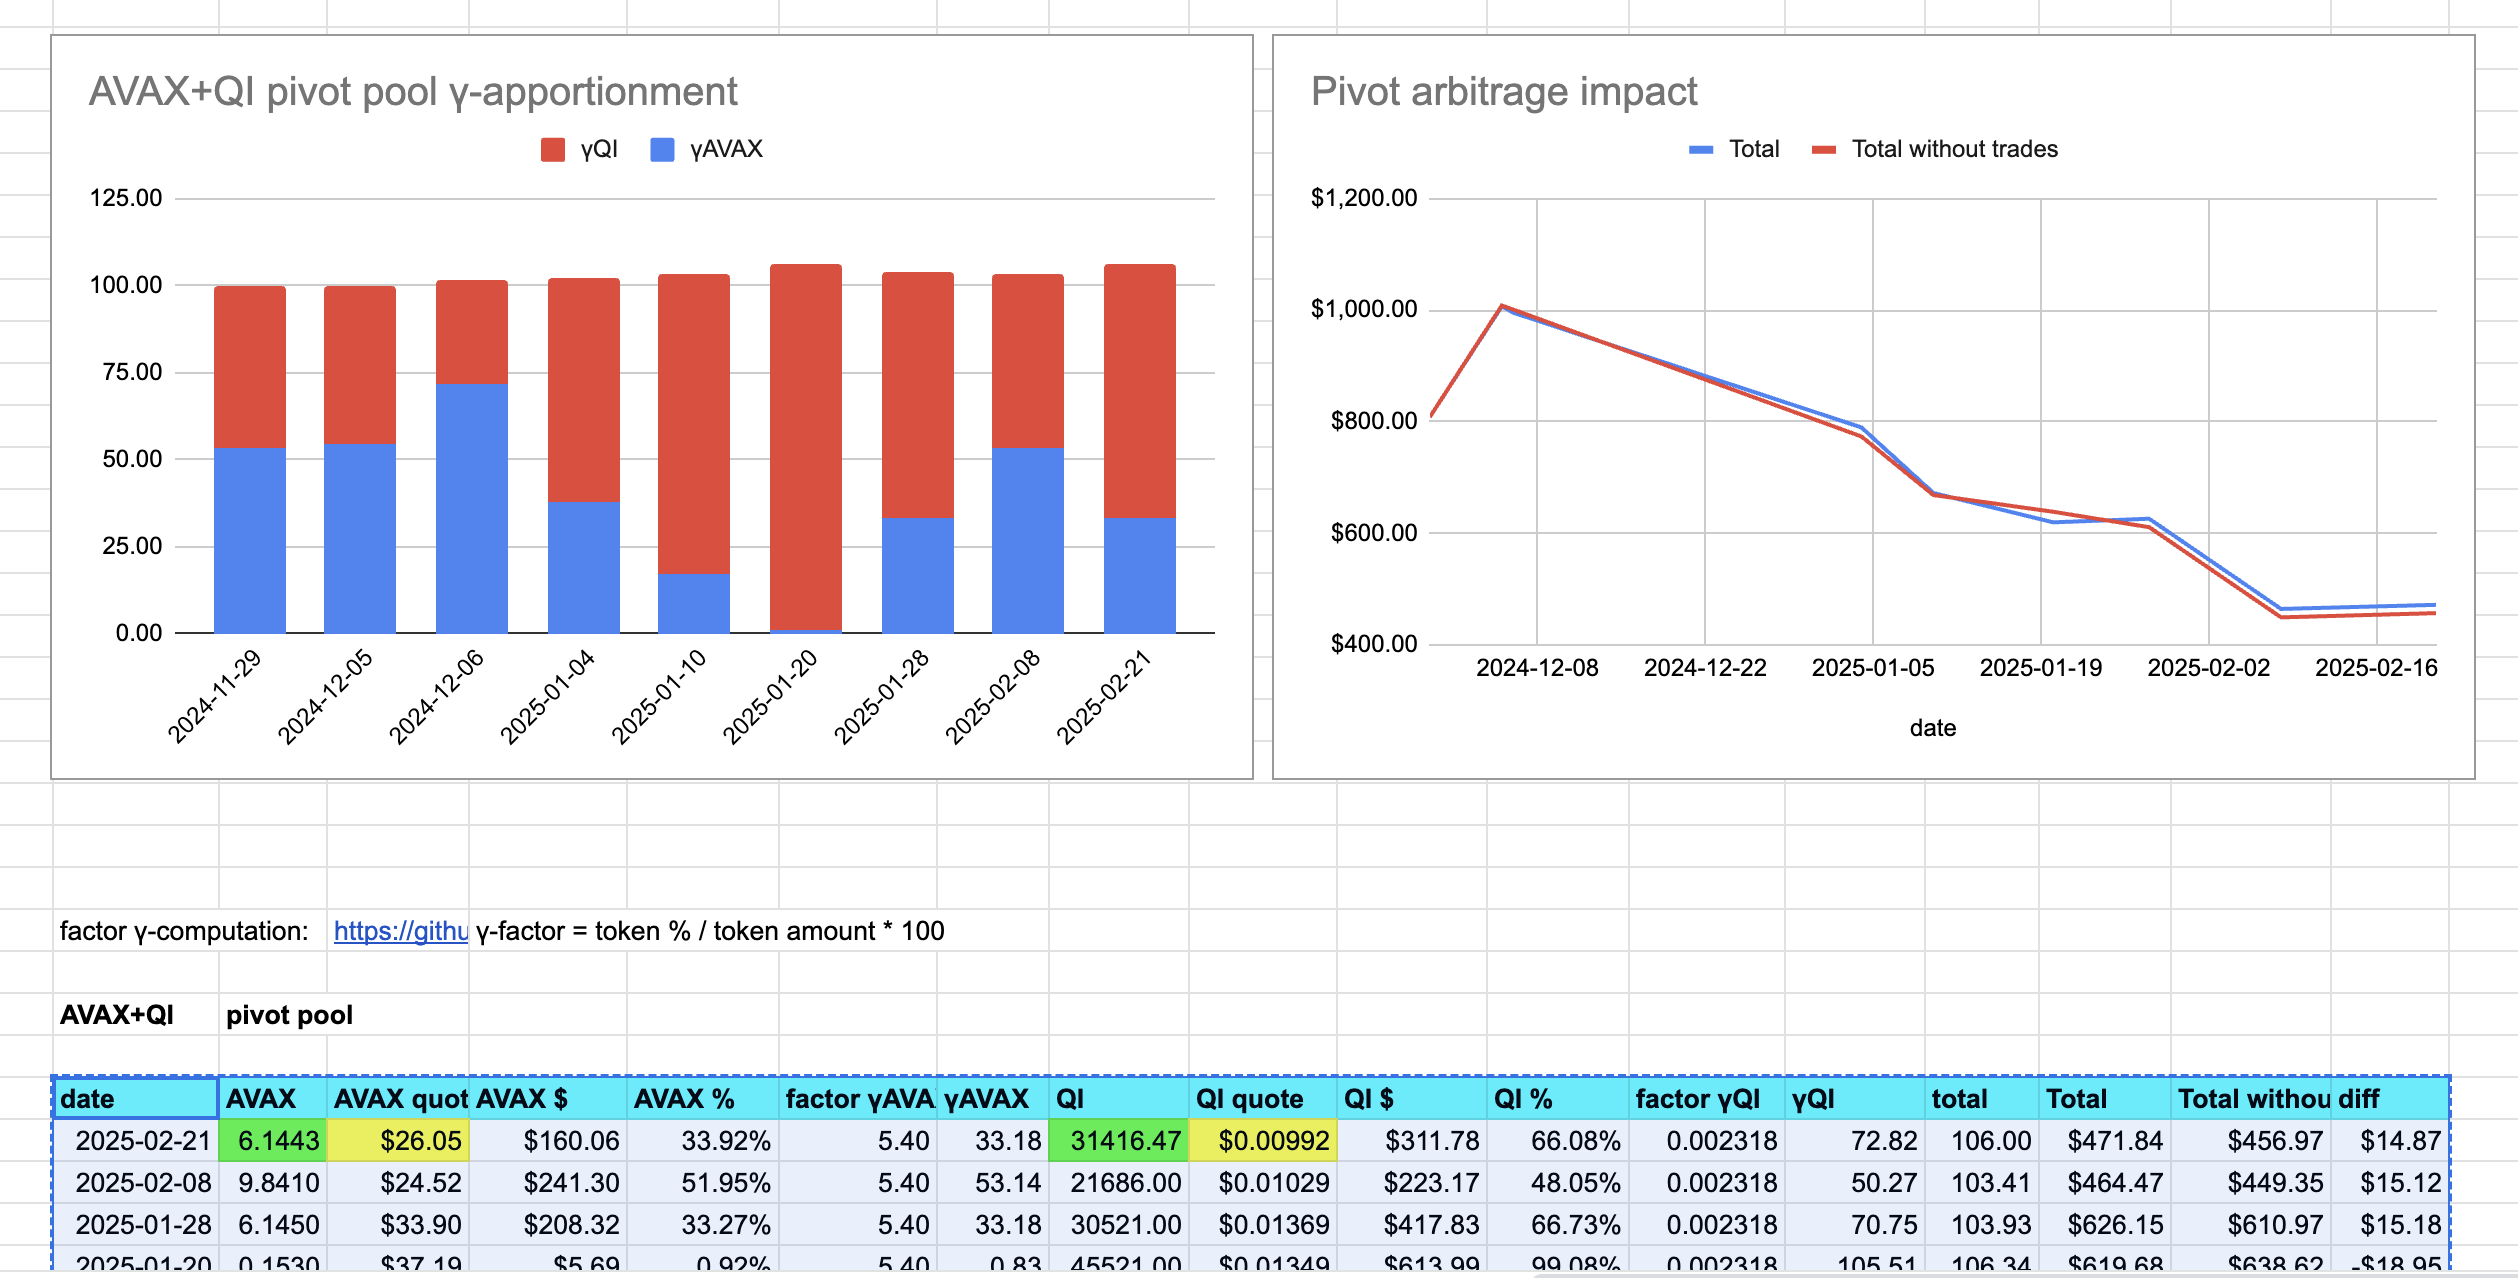 AVAX+QI pivot pool γ-apportionment
γQI γAVAX
125.00
100.00
75.00
50.00
25.00
0.00
2024-11-29 2024-12-05 2024-12-06 2025-01-04 2025-01-10 2025-01-20 2025-01-28 2025-02-08 2025-02-21
Pivot arbitrage impact
Total Total without trades
$1,200.00
$1,000.00
$800.00
$600.00
$400.00
2024-12-08 2024-12-22 2025-01-05 2025-01-19 2025-02-02 2025-02-16
date
factor γ-computation: https://githu γ-factor = token % / token amount * 100
AVAX+QI pivot pool
date AVAX AVAX quot AVAX $ AVAX % factor γAVA γAVAX QI QI quote QI $ QI % factor γQI γQI total Total Total withou diff
2025-02-21 6.1443 $26.05 $160.06 33.92% 5.40 33.18 31416.47 $0.00992 $311.78 66.08% 0.002318 72.82 106.00 $471.84 $456.97 $14.87
2025-02-08 9.8410 $24.52 $241.30 51.95% 5.40 53.14 21686.00 $0.01029 $223.17 48.05% 0.002318 50.27 103.41 $464.47 $449.35 $15.12
2025-01-28 6.1450 $33.90 $208.32 33.27% 5.40 33.18 30521.00 $0.01369 $417.83 66.73% 0.002318 70.75 103.93 $626.15 $610.97 $15.18
2025-01-20 0.1530 $37.19 $5.69 0.92% 5.40 0.83 45521.00 $0.01349 $613.99 99.08% 0.002318 105.51 106.34 $619.68 $638.62 -$18.95